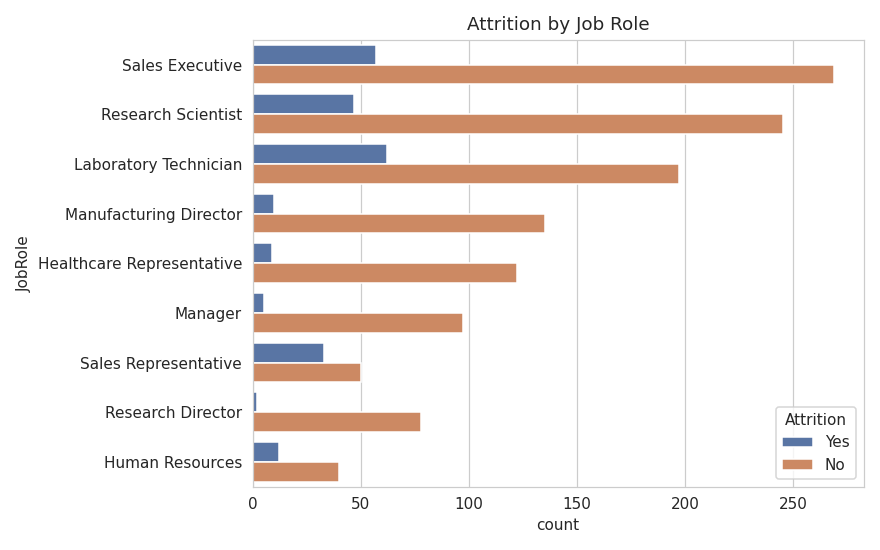 Attrition by Job Role
JobRole
Sales Executive
Research Scientist
Laboratory Technician
Manufacturing Director
Healthcare Representative
Manager
Sales Representative
Research Director
Human Resources
Attrition
Yes
No
0 50 100 150 200 250
count